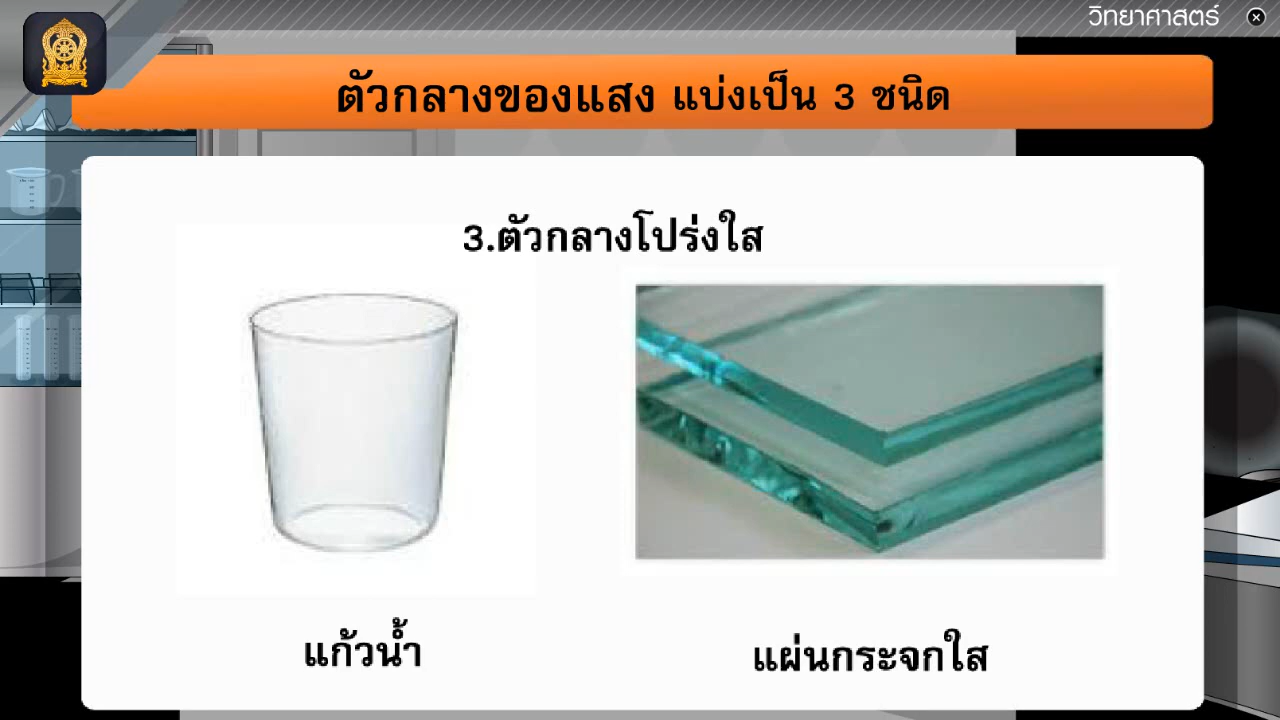 วิทยาศาสตร์
ตัวกลางของแสง แบ่งเป็น 3 ชนิด
3.ตัวกลางโปร่งใส
แก้วน้ำ
แผ่นกระจกใส